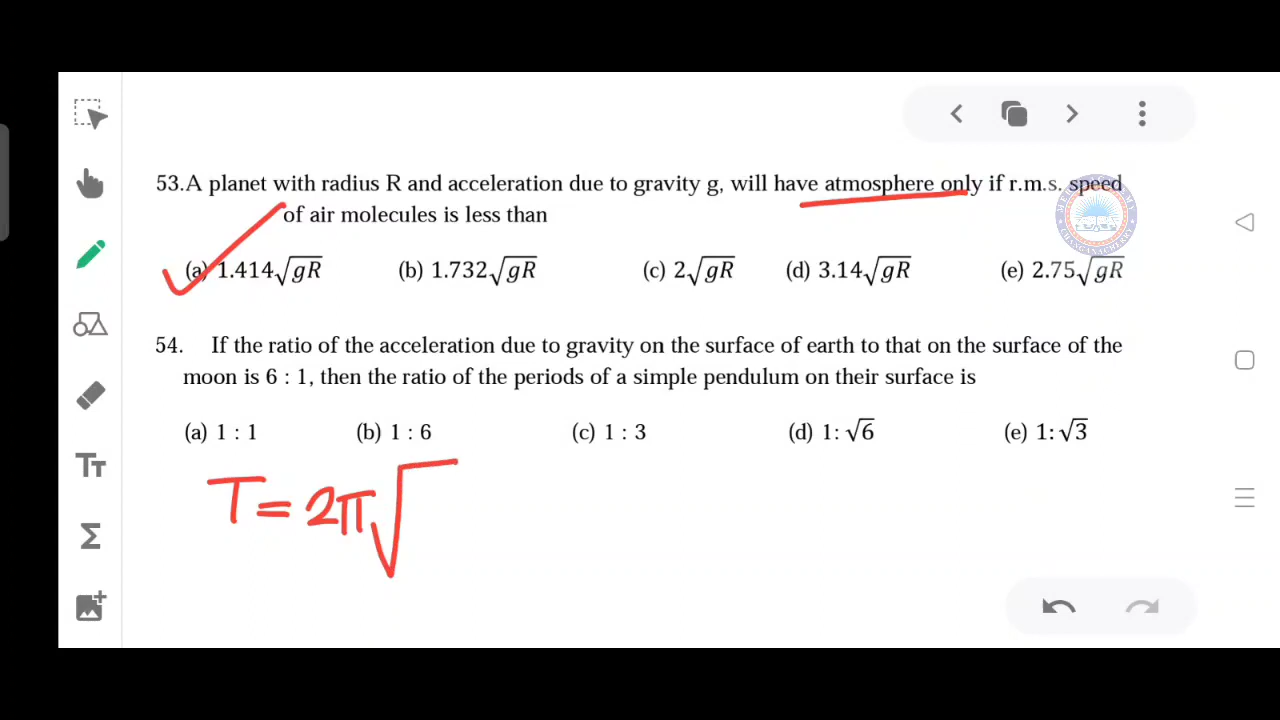 53.A planet with radius R and acceleration due to gravity g, will have atmosphere only if r.m.s. speed
of air molecules is less than
(a) 1.414√gR (b) 1.732√gR (c) 2√gR (d) 3.14√gR (e) 2.75√gR
54. If the ratio of the acceleration due to gravity on the surface of earth to that on the surface of the
moon is 6 : 1, then the ratio of the periods of a simple pendulum on their surface is
(a) 1 : 1 (b) 1 : 6 (c) 1 : 3 (d) 1: √6 (e) 1: √3
T = 2π√